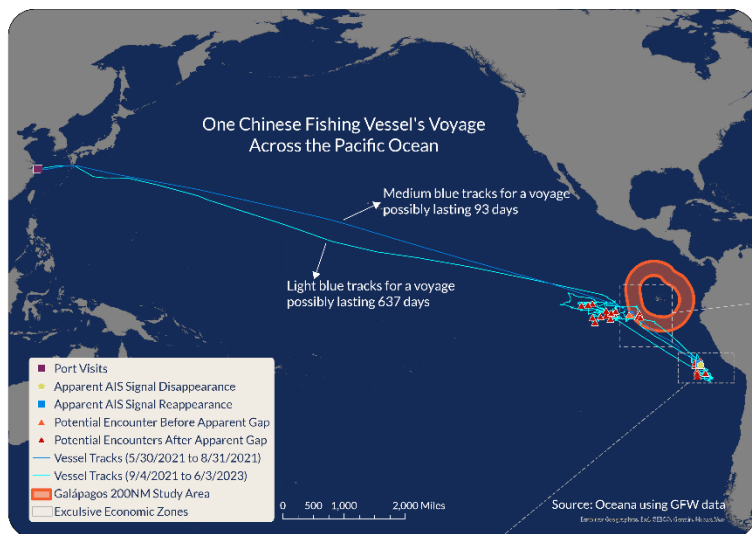 One Chinese Fishing Vessel's Voyage
Across the Pacific Ocean
Medium blue tracks for a voyage
possibly lasting 93 days
Light blue tracks for a voyage
possibly lasting 637 days
Port Visits
Apparent AIS Signal Disappearance
Apparent AIS Signal Reappearance
Potential Encounter Before Apparent Gap
Potential Encounters After Apparent Gap
Vessel Tracks (5/30/2021 to 8/31/2021)
Vessel Tracks (9/4/2021 to 6/3/2023)
Galápagos 200NM Study Area
Exculsive Economic Zones
0 500 1,000 2,000 Miles
Source: Oceana using GFW data